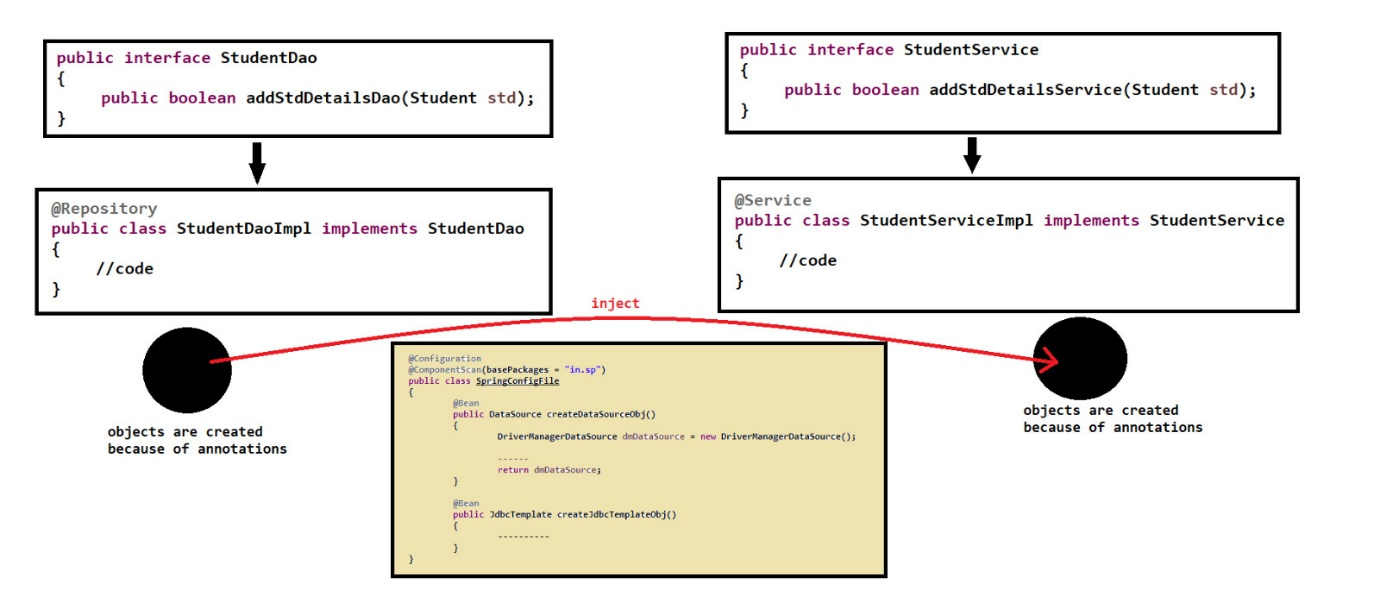 public interface StudentDao
{
public boolean addStdDetailsDao(Student std);
}
@Repository
public class StudentDaoImpl implements StudentDao
{
//code
}
objects are created
because of annotations
public interface StudentService
{
public boolean addStdDetailsService(Student std);
}
@Service
public class StudentServiceImpl implements StudentService
{
//code
}
objects are created
because of annotations
inject
@Configuration
@ComponentScan(basePackages = "in.sp")
public class SpringConfigFile
{
@Bean
public DataSource createDataSourceObj()
{
DriverManagerDataSource dmDataSource = new DriverManagerDataSource();
------
return dmDataSource;
}
@Bean
public JdbcTemplate createJdbcTemplateObj()
{
----------
}
}